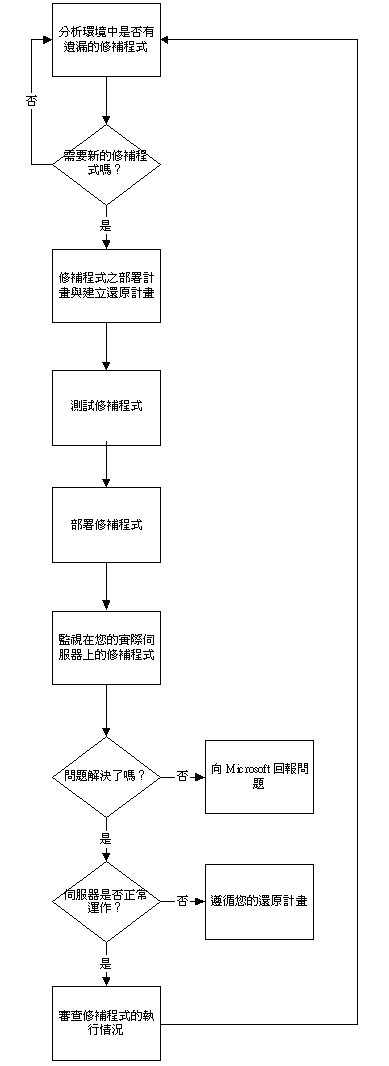 分析環境中是否有
遺漏的修補程式
否
需要新的修補程
式嗎？
是
修補程式之部署計
畫與建立還原計畫
測試修補程式
部署修補程式
監視在您的實際伺
服器上的修補程式
問題解決了嗎？
否
向 Microsoft 回報問
題
是
伺服器是否正常
運作？
否
遵循您的還原計畫
是
審查修補程式的執
行情況